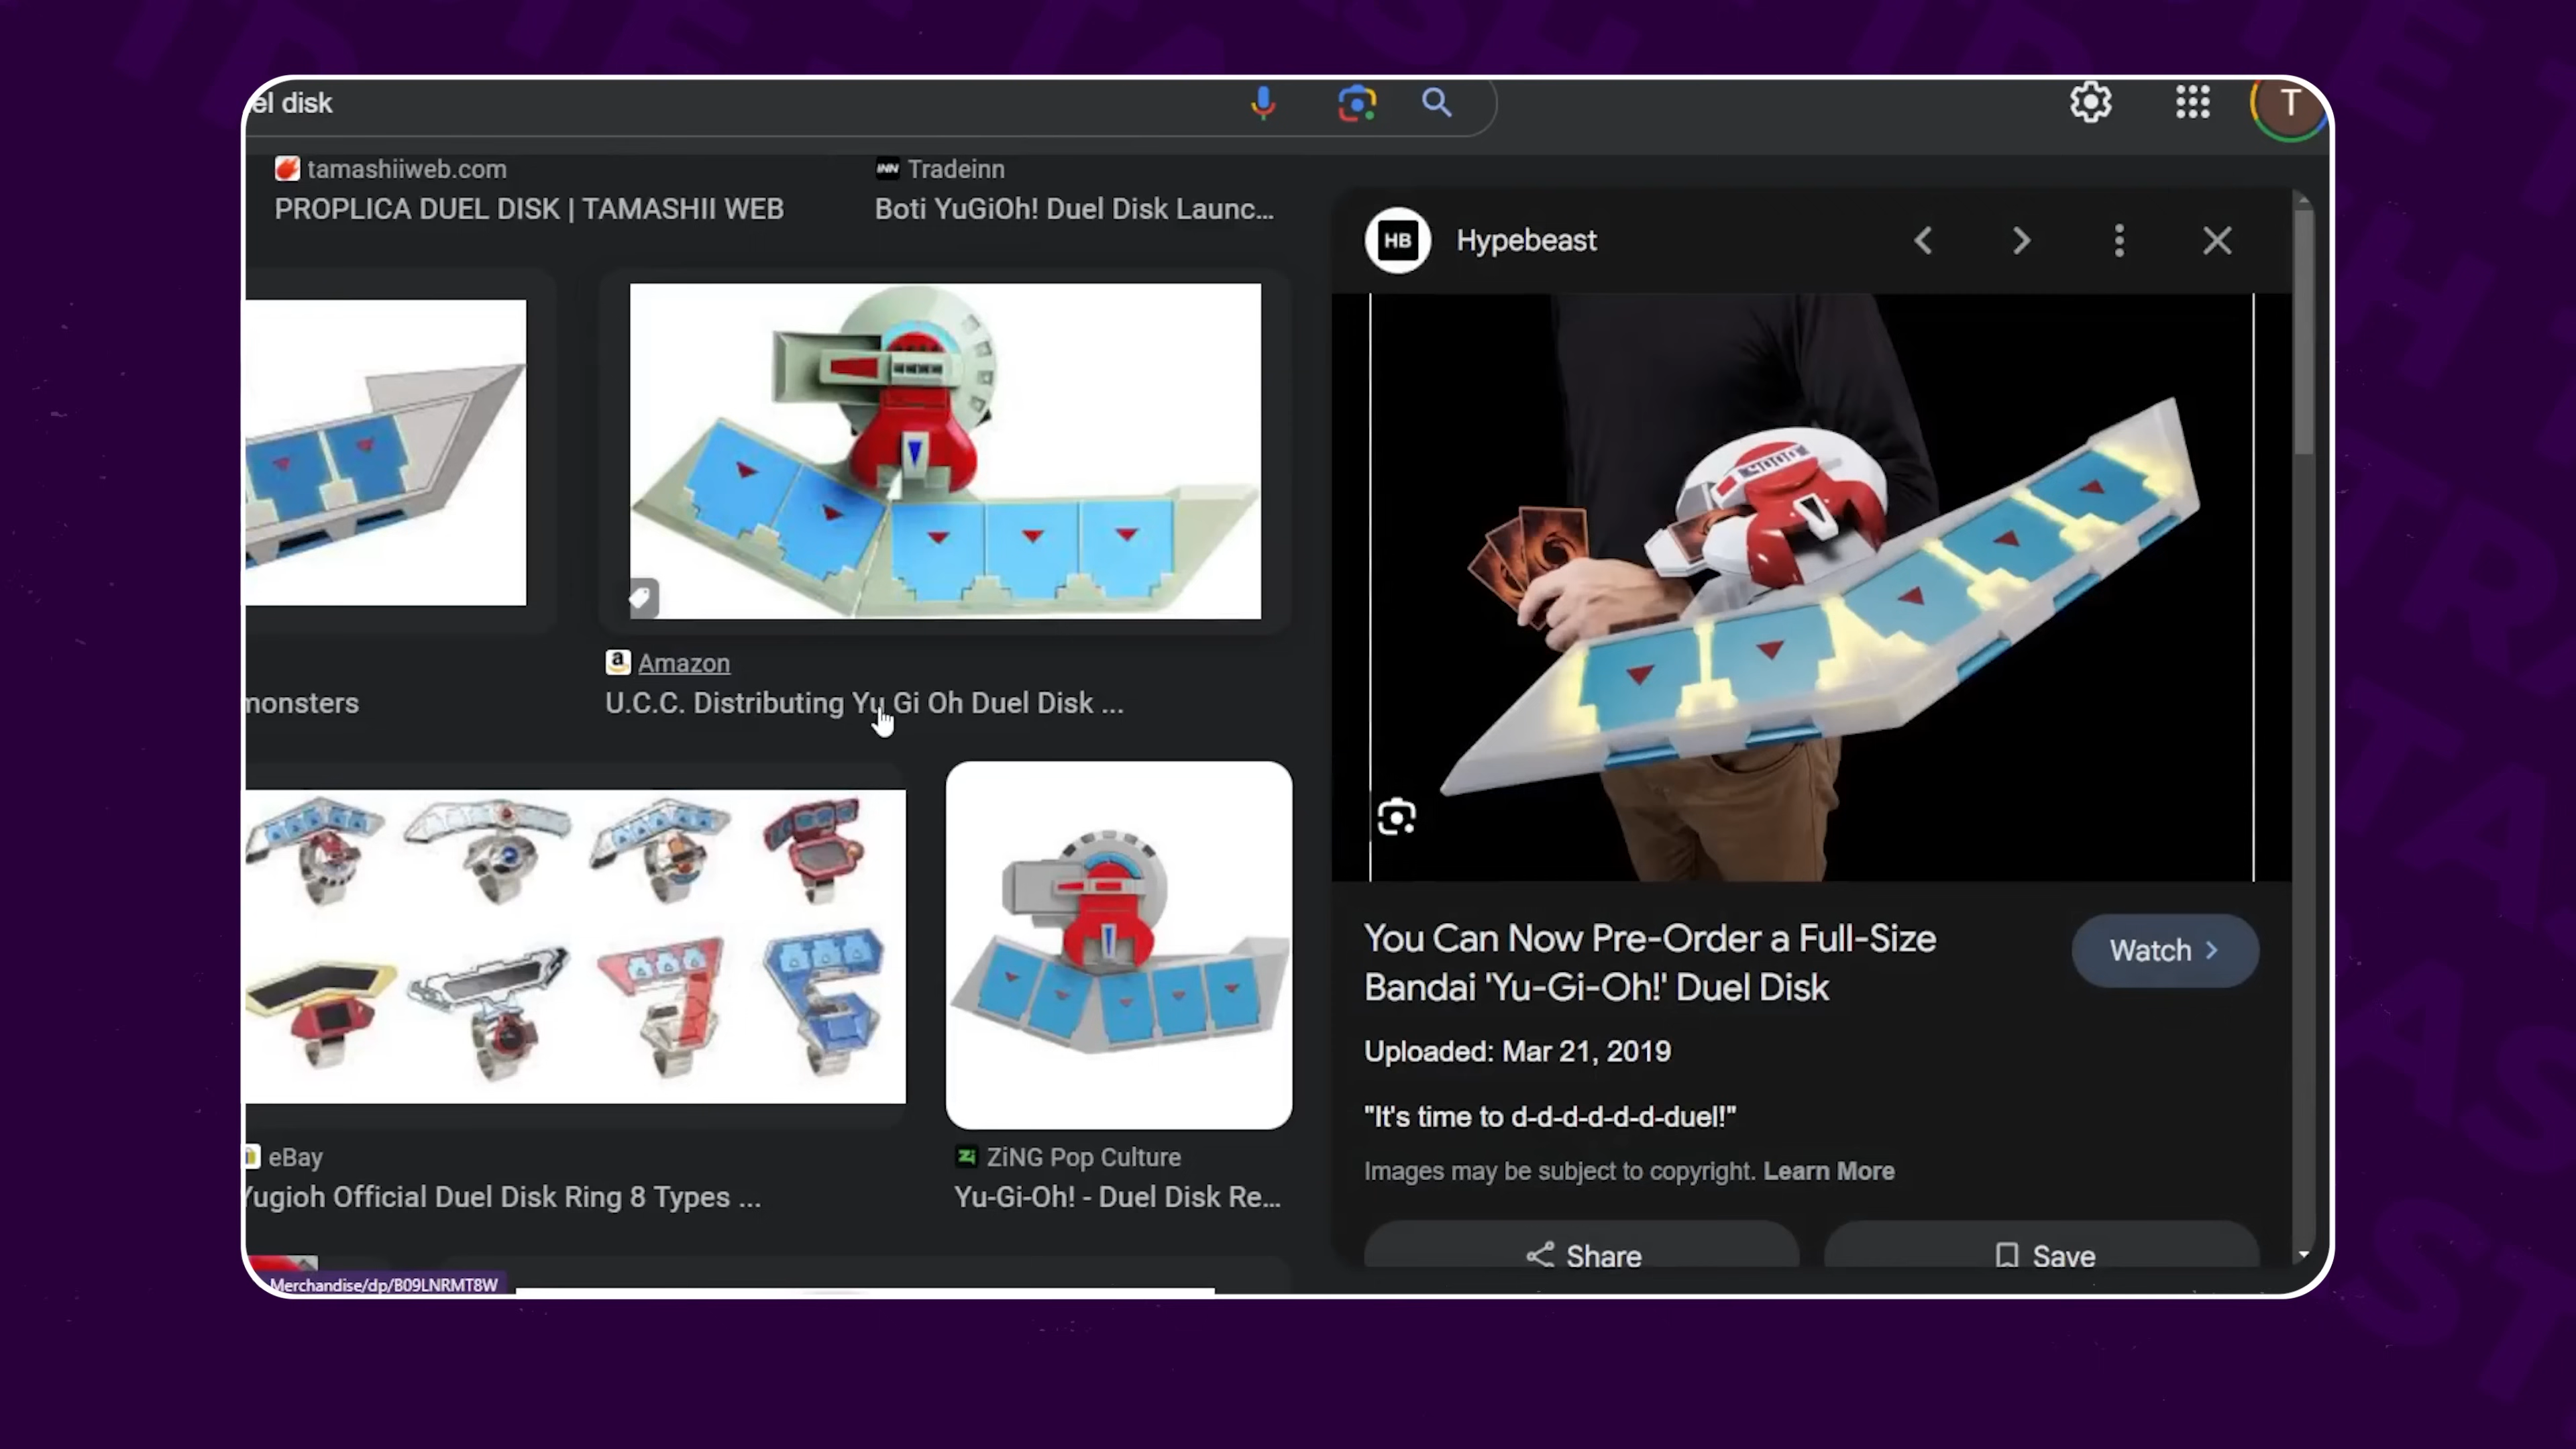 el disk
T
tamashiiweb.com
PROPLICA DUEL DISK | TAMASHII WEB
INN Tradeinn
Boti YuGiOh! Duel Disk Launc...
HB Hypebeast
4000
monsters
a Amazon
U.C.C. Distributing Yu Gi Oh Duel Disk ...
eBay
Yugioh Official Duel Disk Ring 8 Types ...
Zi ZiNG Pop Culture
Yu-Gi-Oh! - Duel Disk Re...
Merchandise/dp/B09LNRMT8W
You Can Now Pre-Order a Full-Size
Bandai 'Yu-Gi-Oh!' Duel Disk
Watch
Uploaded: Mar 21, 2019
"It's time to d-d-d-d-d-d-duel!"
Images may be subject to copyright. Learn More
Share
Save